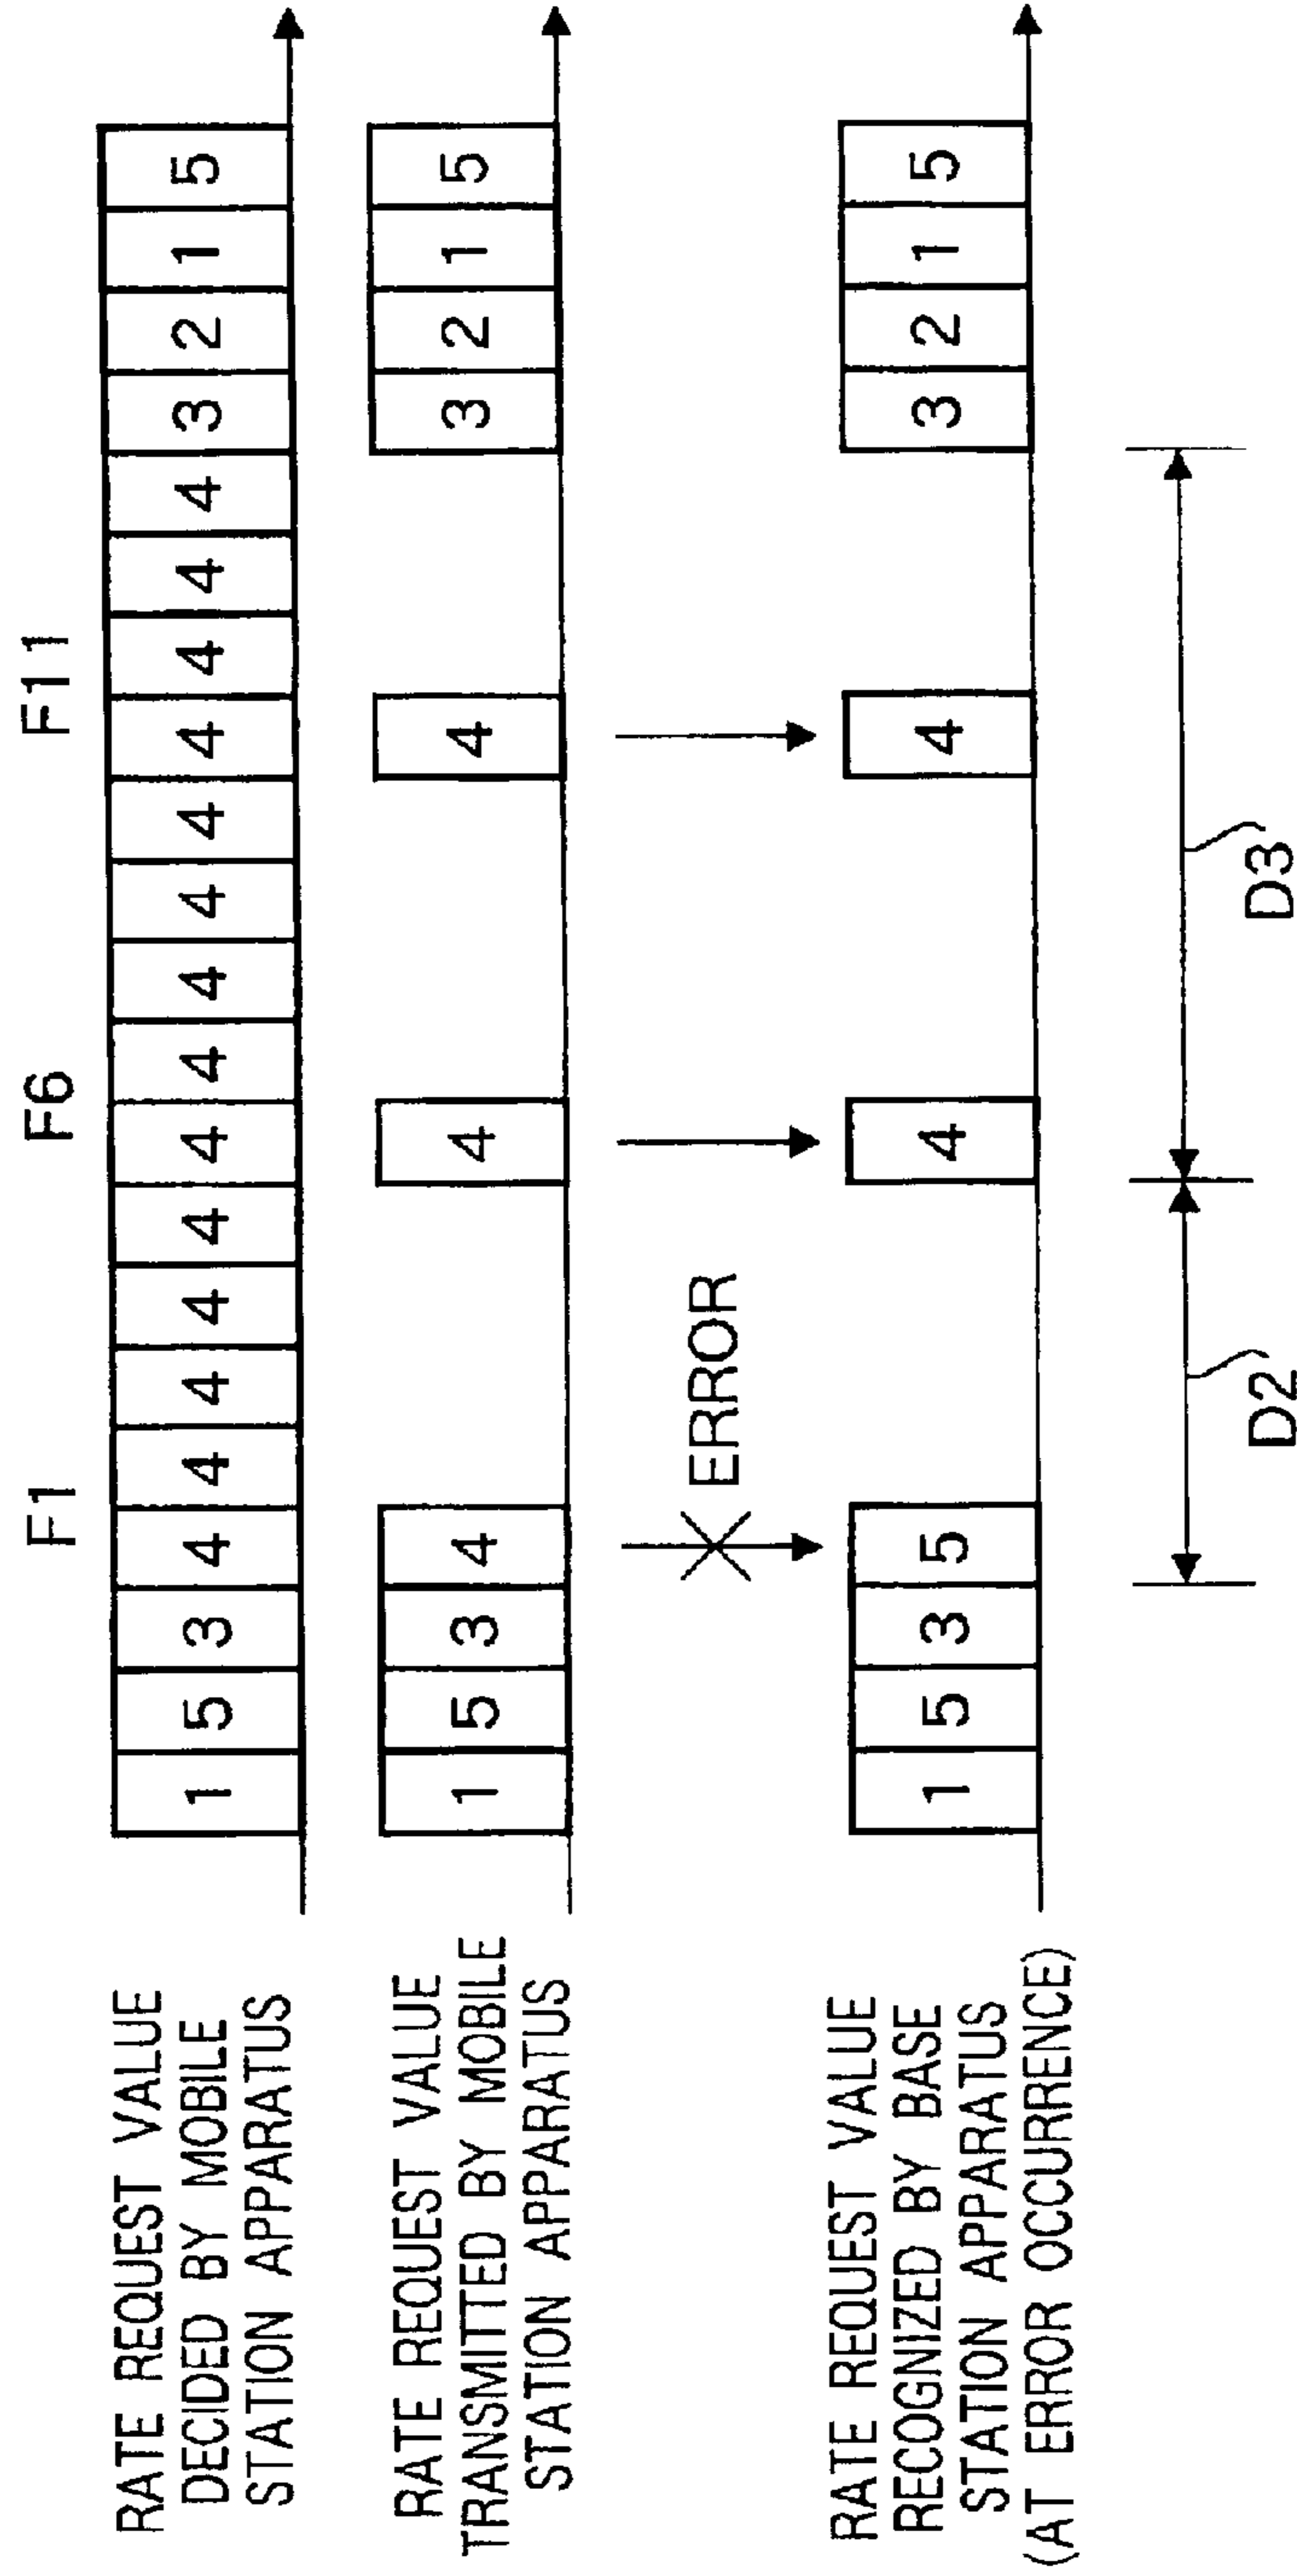 F1 F6 F11
RATE REQUEST VALUE
DECIDED BY MOBILE
STATION APPARATUS
1 5 3 4 4 4 4 4 4 4 4 4 4 4 4 4 4 3 2 1 5
RATE REQUEST VALUE
TRANSMITTED BY MOBILE
STATION APPARATUS
1 5 3 4 4 4 3 2 1 5
ERROR
RATE REQUEST VALUE
RECOGNIZED BY BASE
STATION APPARATUS
(AT ERROR OCCURRENCE)
1 5 3 5 4 4 3 2 1 5
D2 D3